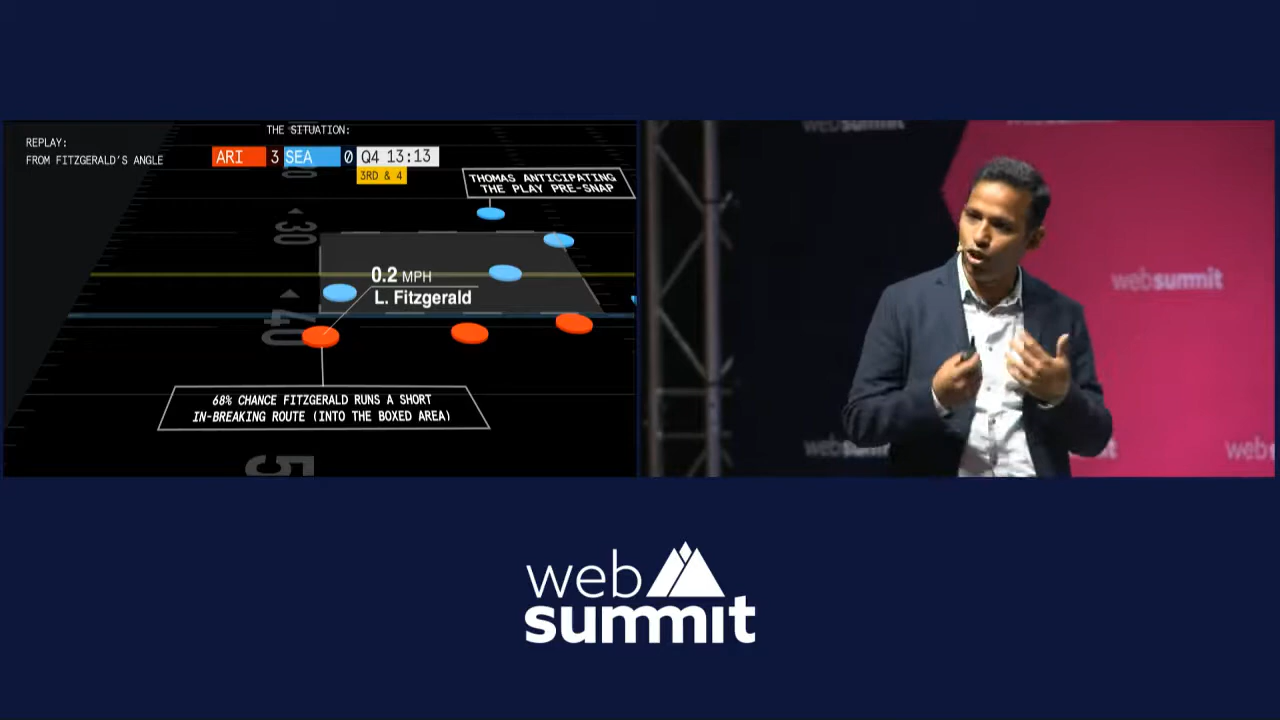 REPLAY:
FROM FITZGERALD'S ANGLE
THE SITUATION:
ARI 3 SEA 0 Q4 13:13
3RD & 4
THOMAS ANTICIPATING
THE PLAY PRE-SNAP
30
0.2 MPH
L. Fitzgerald
40
68% CHANCE FITZGERALD RUNS A SHORT
IN-BREAKING ROUTE (INTO THE BOXED AREA)
5
websummit
websummit
websummit
web
web
summit